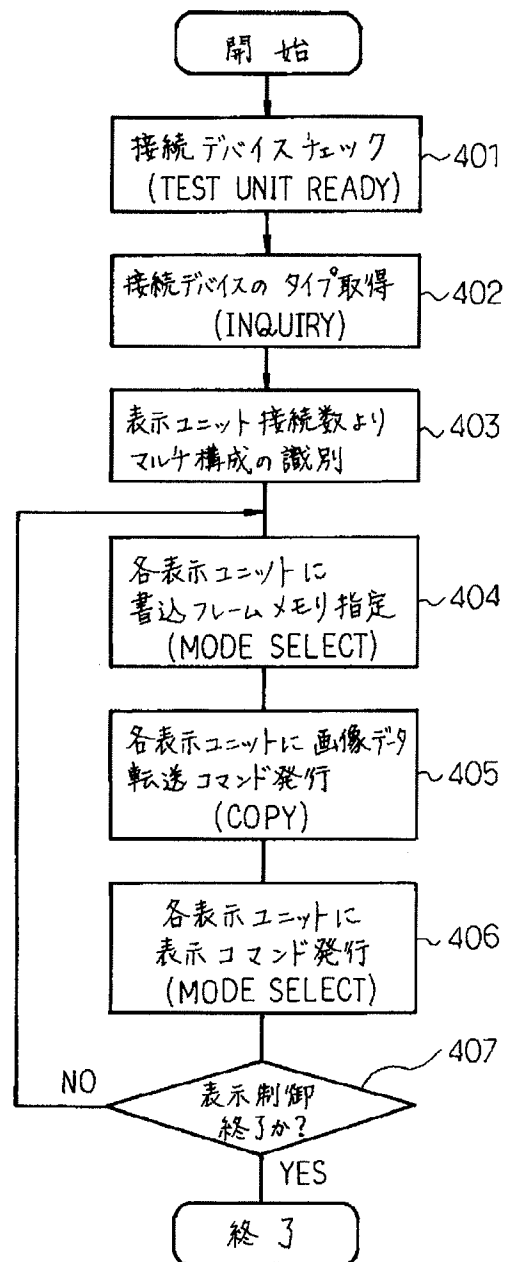 開始
接続デバイスチェック
(TEST UNIT READY)
401
接続デバイスのタイプ取得
(INQUIRY)
402
表示ユニット接続数より
マルチ構成の識別
403
各表示ユニットに
書込フレームメモリ指定
(MODE SELECT)
404
各表示ユニットに画像データ
転送コマンド発行
(COPY)
405
各表示ユニットに
表示コマンド発行
(MODE SELECT)
406
407
NO
表示制御
終了か?
YES
終了